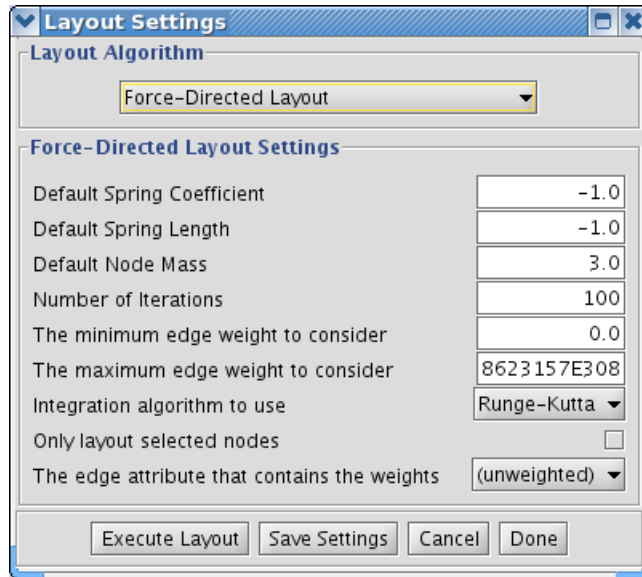 Layout Settings
Layout Algorithm
Force-Directed Layout
Force-Directed Layout Settings
Default Spring Coefficient -1.0
Default Spring Length -1.0
Default Node Mass 3.0
Number of Iterations 100
The minimum edge weight to consider 0.0
The maximum edge weight to consider 8623157E308
Integration algorithm to use Runge-Kutta
Only layout selected nodes
The edge attribute that contains the weights (unweighted)
Execute Layout Save Settings Cancel Done